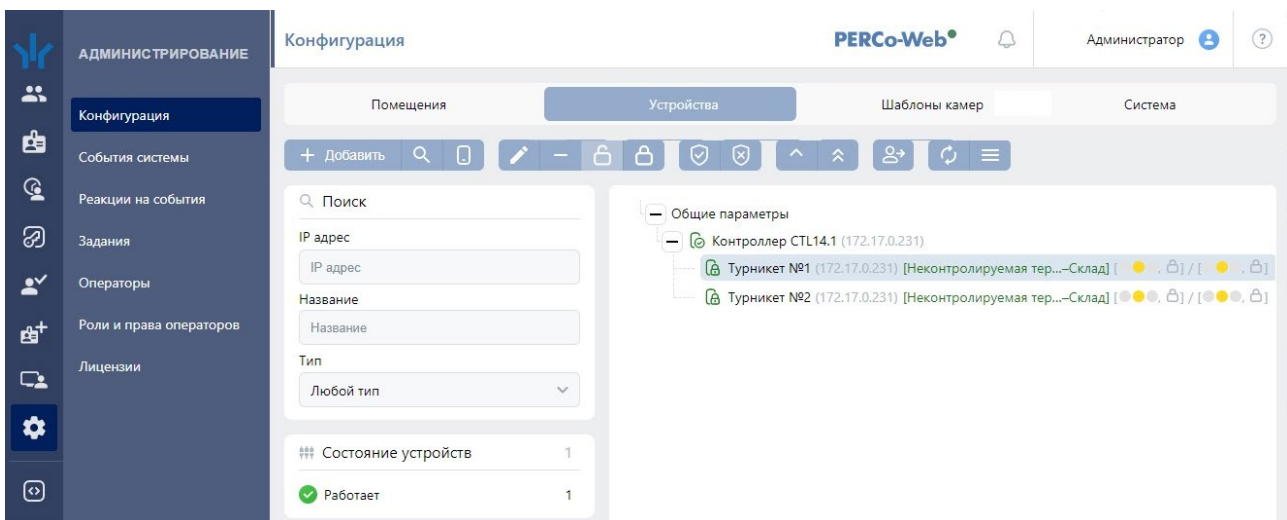 АДМИНИСТРИРОВАНИЕ
Конфигурация
События системы
Реакции на события
Задания
Операторы
Роли и права операторов
Лицензии
Конфигурация
PERCo-Web
Администратор
?
Помещения
Устройства
Шаблоны камер
Система
+ Добавить
Поиск
IP адрес
IP адрес
Название
Название
Тип
Любой тип
Состояние устройств 1
Работает 1
Общие параметры
Контроллер CTL14.1 (172.17.0.231)
Турникет №1 (172.17.0.231) [Неконтролируемая тер...–Склад] [ , ] / [ , ]
Турникет №2 (172.17.0.231) [Неконтролируемая тер...–Склад] [ , ] / [ , ]